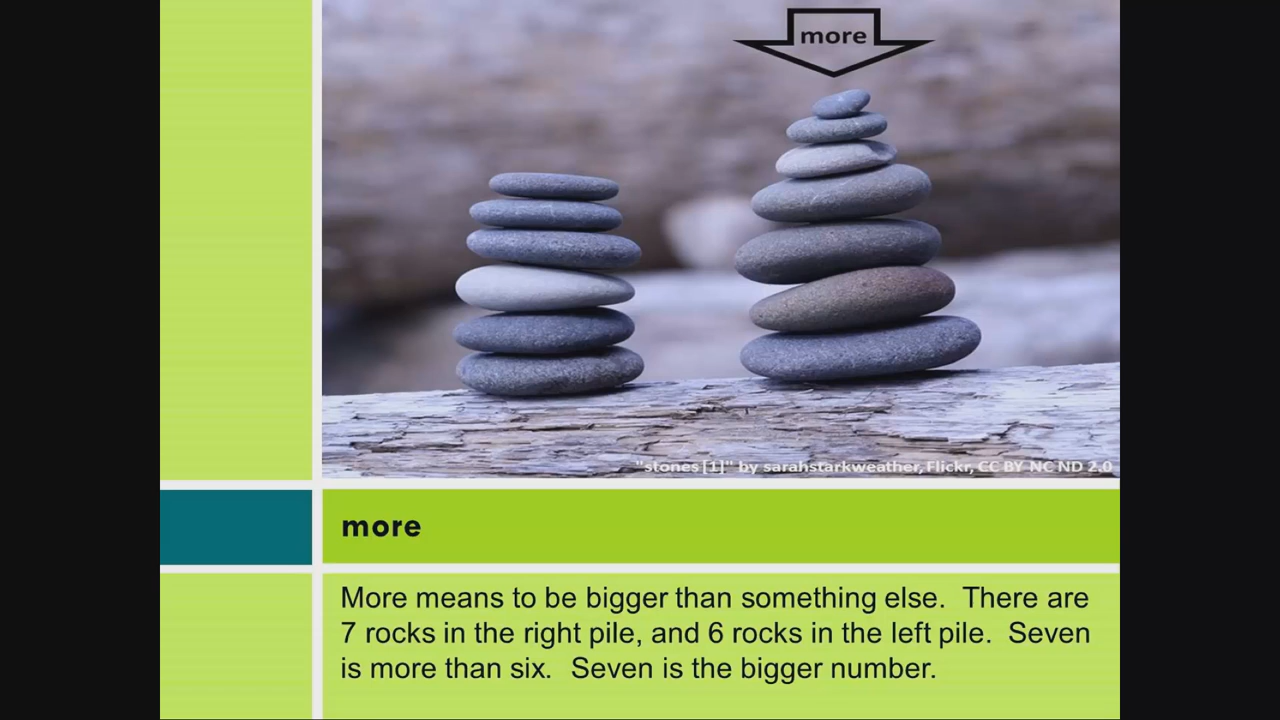 more
"stones [1]" by sarahstarkweather, Flickr, CC BY NC ND 2.0
more
More means to be bigger than something else.  There are
7 rocks in the right pile, and 6 rocks in the left pile.  Seven
is more than six.  Seven is the bigger number.